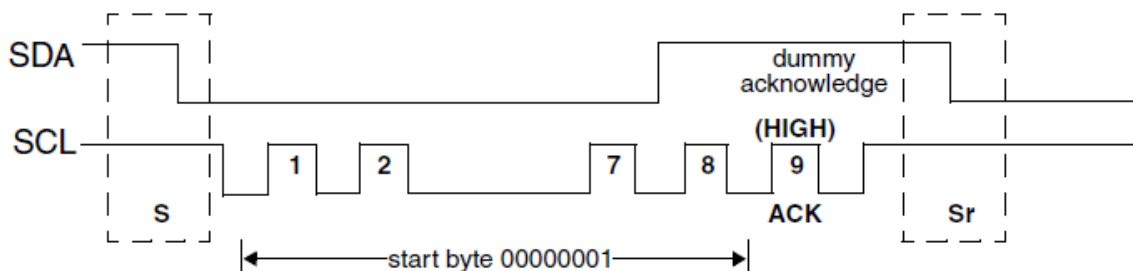 SDA
dummy
acknowledge
SCL
(HIGH)
1 2 7 8 9
S ACK Sr
start byte 00000001